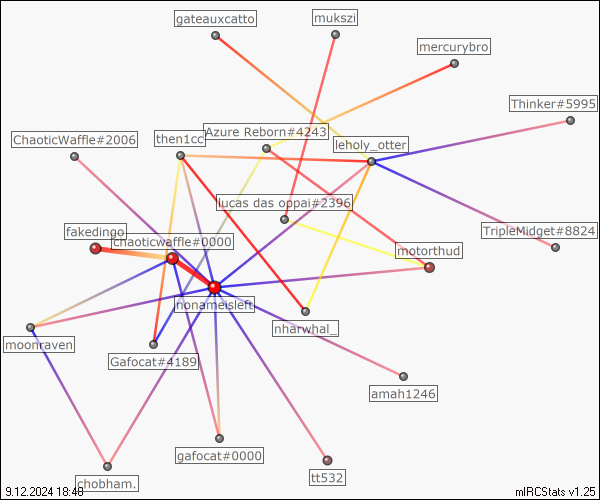 gateauxcatto
mukszi
mercurybro
Thinker#5995
ChaoticWaffle#2006
then1cc
Azure Reborn#4243
leholy_otter
lucas das oppai#2396
fakedingo
chaoticwaffle#0000
TripleMidget#8824
motorthud
nonameisleft
nharwhal_
moonraven
Gafocat#4189
amah1246
gafocat#0000
tt532
chobham.
9.12.2024 18:48
mIRCStats v1.25